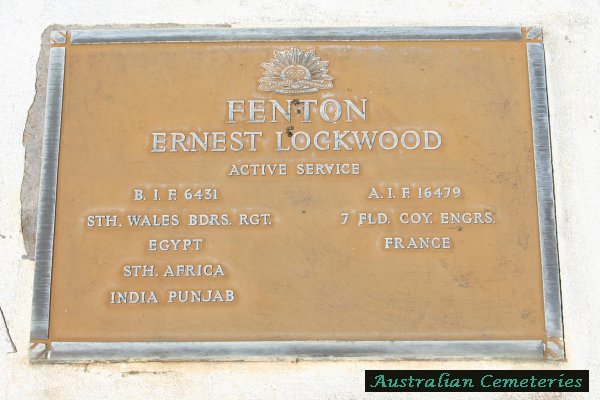 FENTON
ERNEST LOCKWOOD
ACTIVE SERVICE
B. I. F. 6431
STH. WALES BDRS. RGT.
EGYPT
STH. AFRICA
INDIA PUNJAB
A. I. F. 16479
7 FLD. COY. ENGRS.
FRANCE
Australian Cemeteries